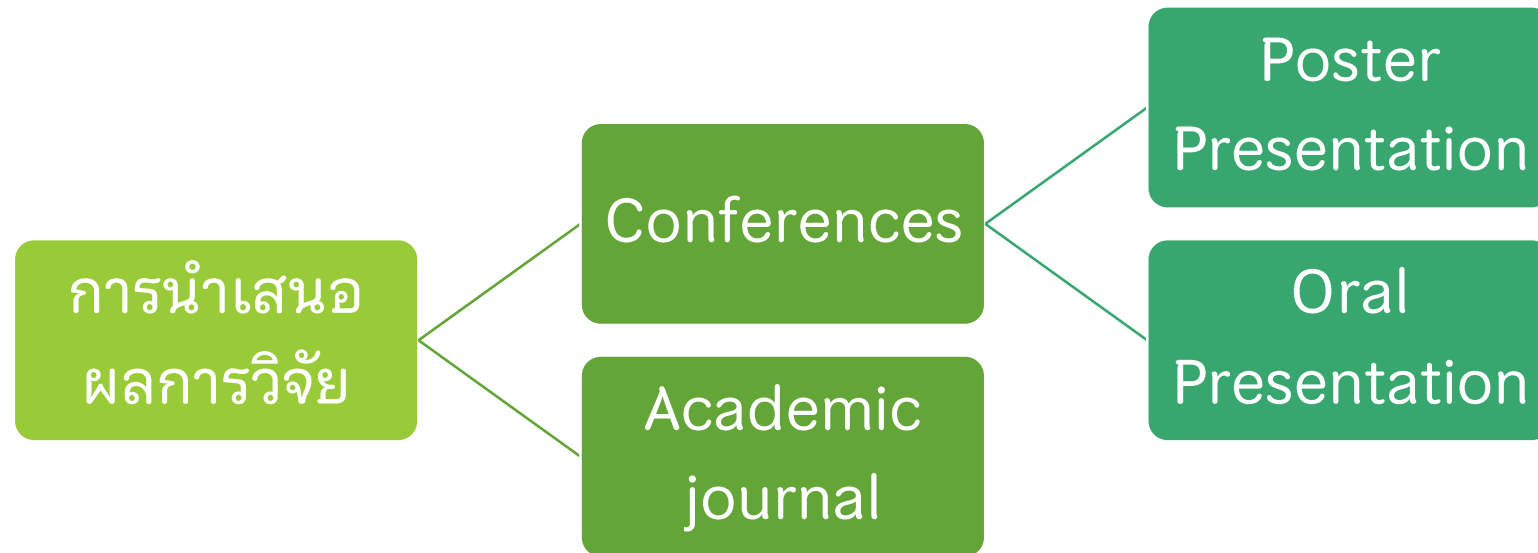 การนำเสนอ
ผลการวิจัย
Conferences
Academic
journal
Poster
Presentation
Oral
Presentation